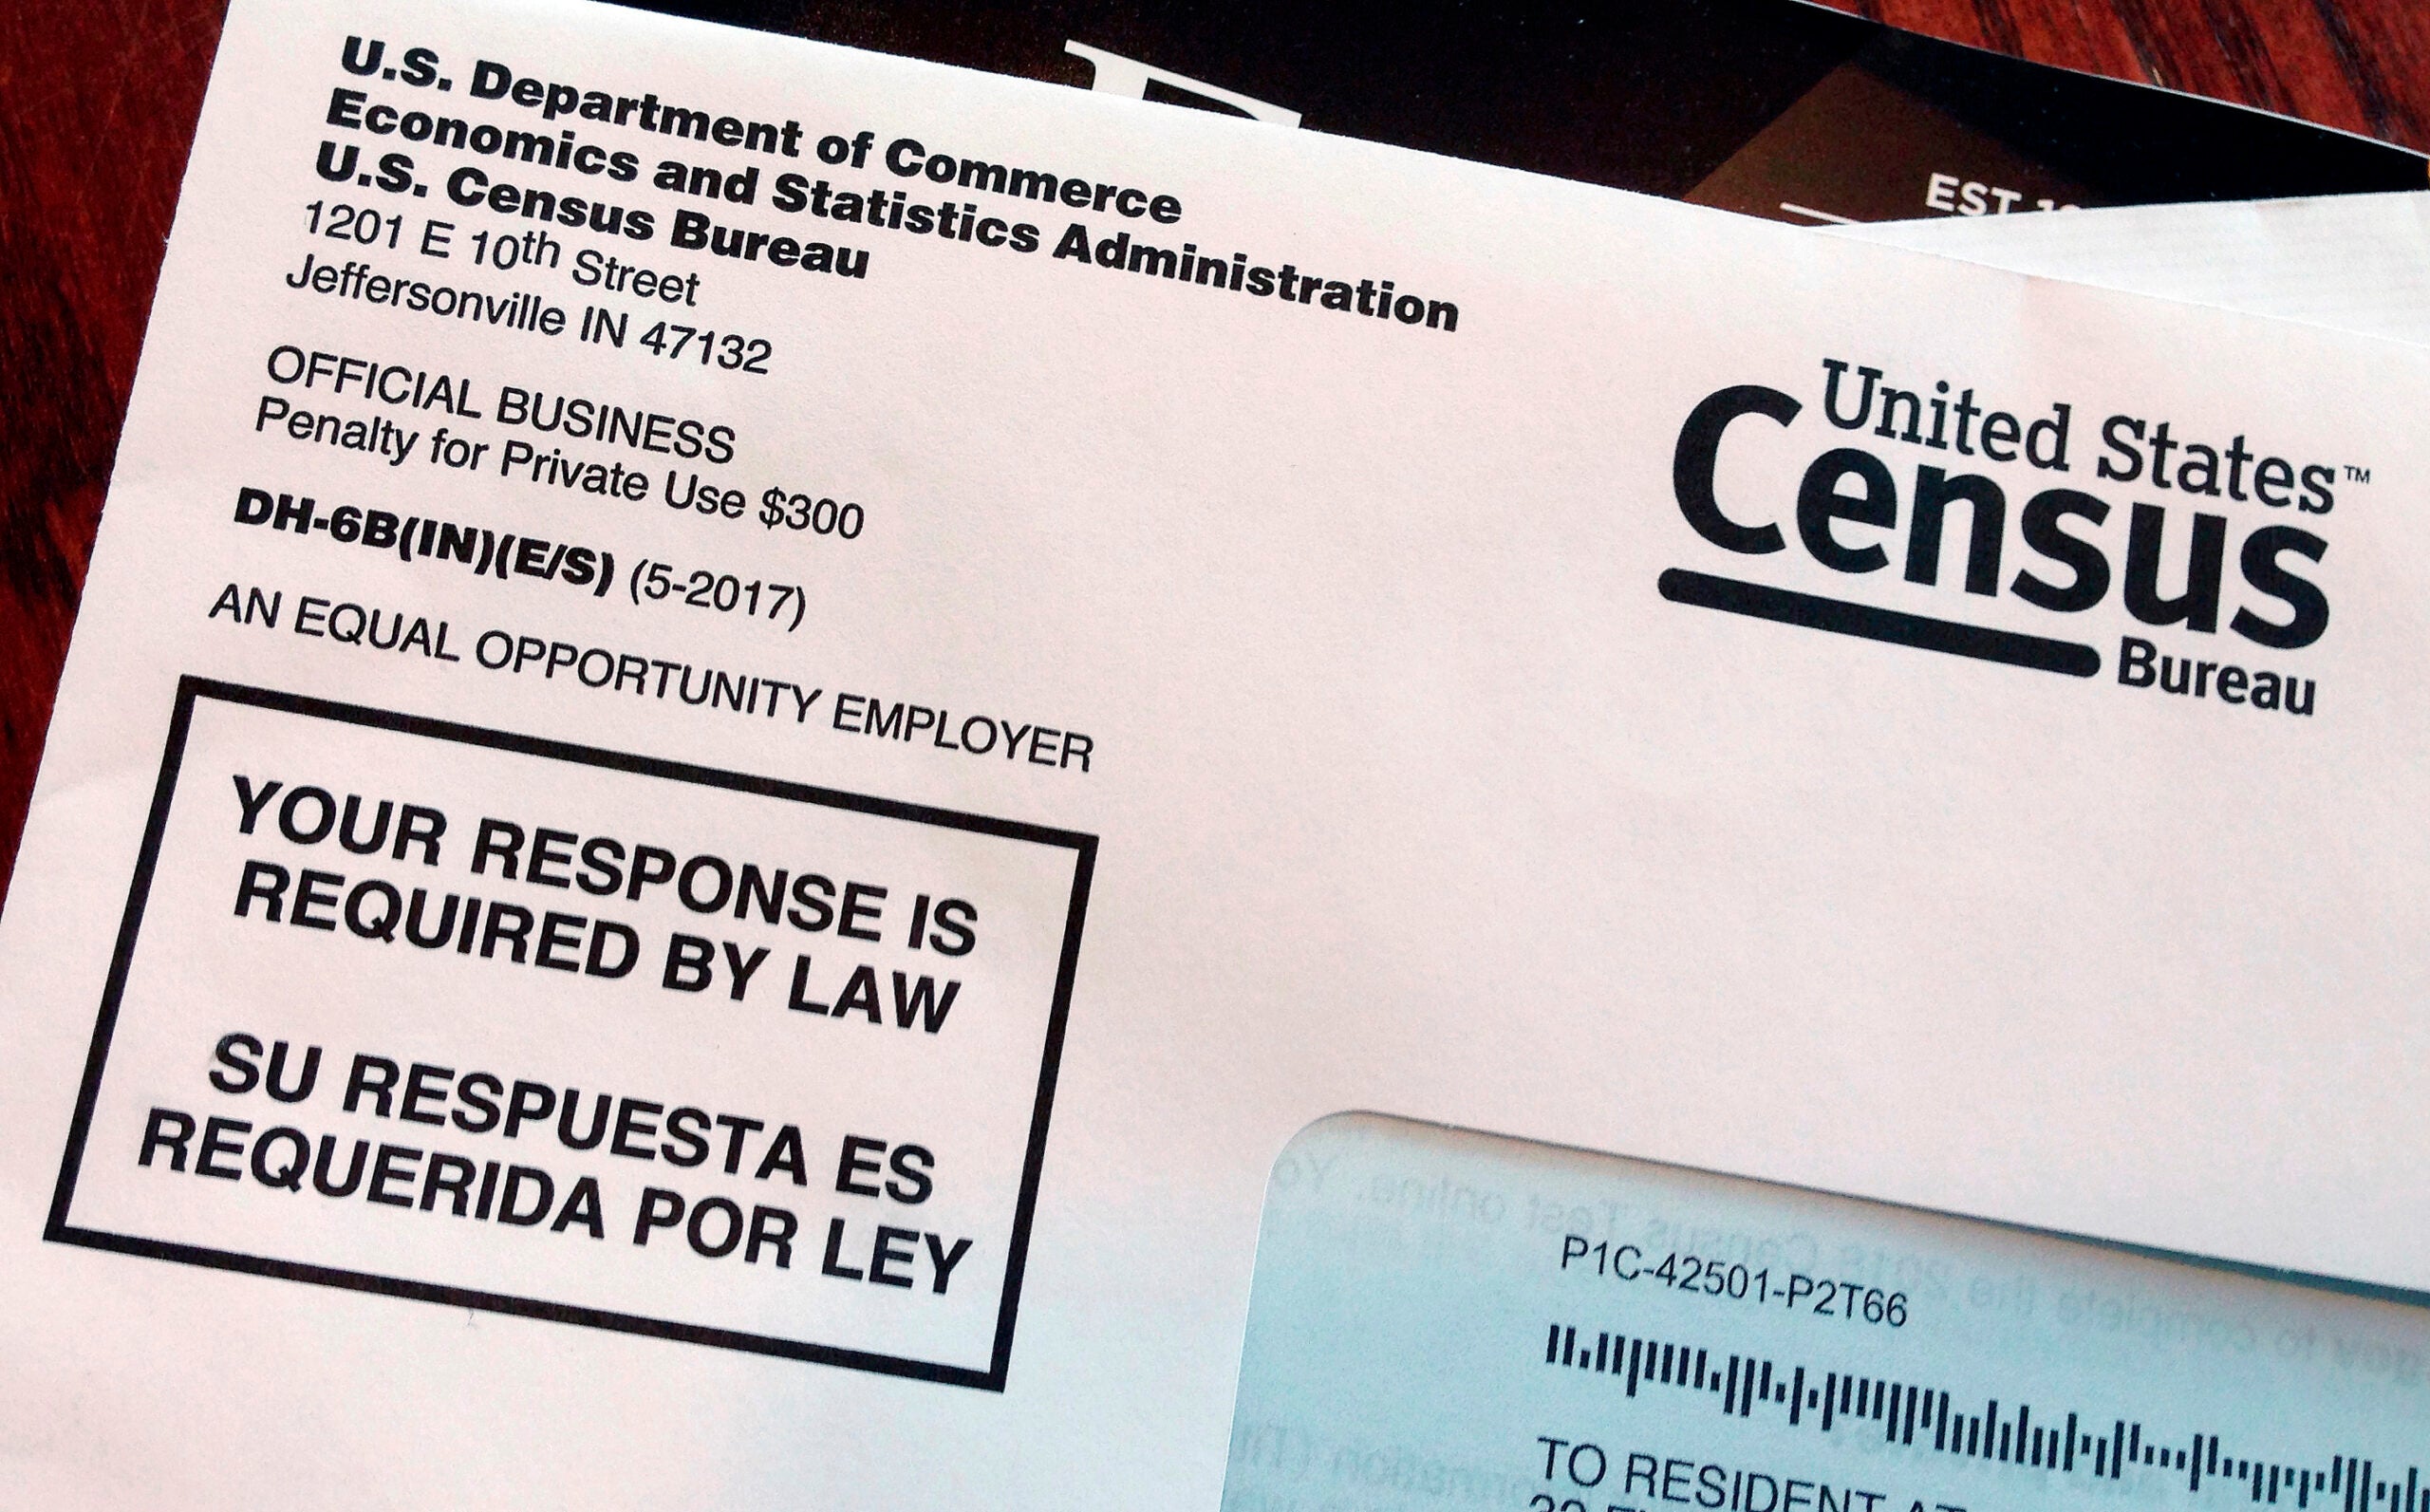 U.S. Department of Commerce
Economics and Statistics Administration
U.S. Census Bureau
1201 E 10th Street
Jeffersonville IN 47132
OFFICIAL BUSINESS
Penalty for Private Use $300
DH-6B(IN)(E/S) (5-2017)
AN EQUAL OPPORTUNITY EMPLOYER
YOUR RESPONSE IS
REQUIRED BY LAW
SU RESPUESTA ES
REQUERIDA POR LEY
EST
United States™
Census
Bureau
P1C-42501-P2T66
TO RESIDENT AT